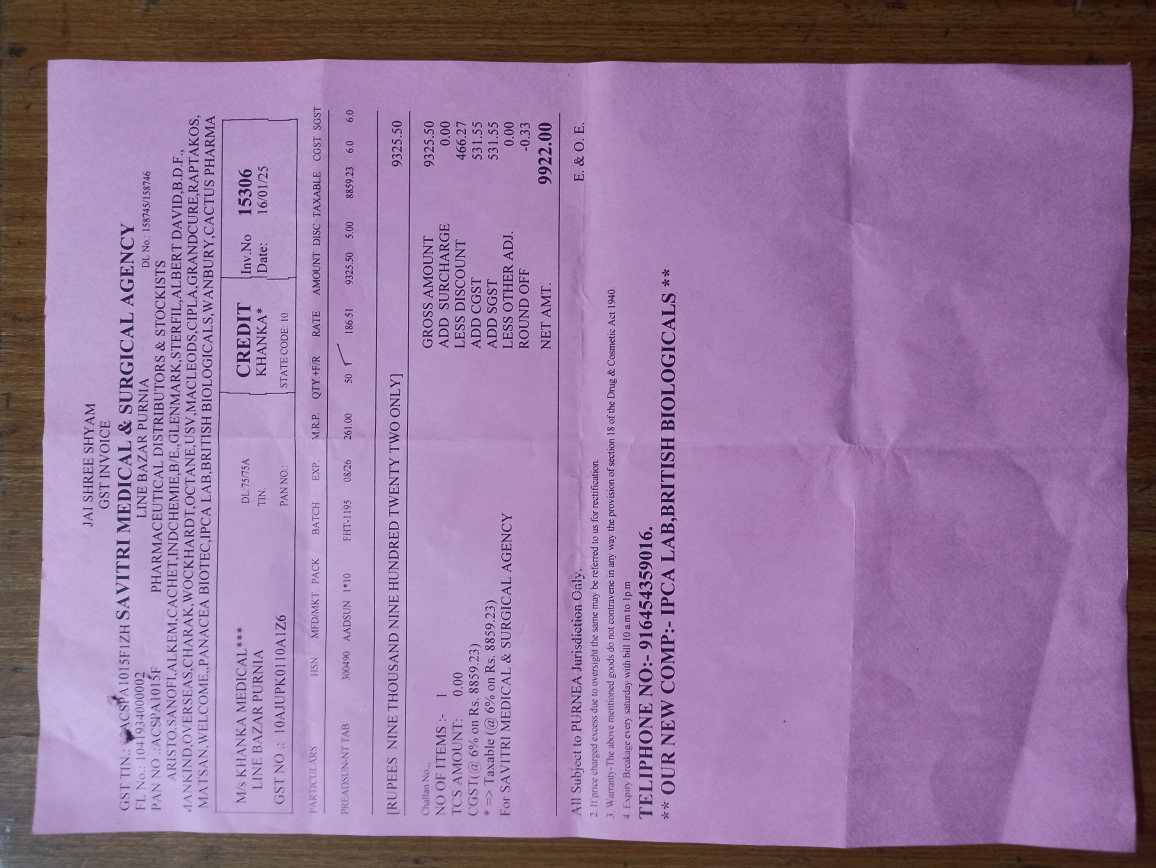 JAI SHREE SHYAM
GST INVOICE
GST TIN.: ACSPA1015F1ZH SAVITRI MEDICAL & SURGICAL AGENCY
FL No.: 1041934000002 LINE BAZAR PURNIA DL No.: 158745/158746
PAN NO .:ACSPA1015F PHARMACEUTICAL DISTRIBUTORS & STOCKISTS
ARISTO,SANOFI,ALKEM,CACHET,INDCHEMIE,B/E.,GLENMARK,STERFIL,ALBERT DAVID,B.D.F.,
MANKIND,OVERSEAS,CHARAK,WOCKHARDT,OCTANE,USV,MACLEODS,CIPLA,GRANDCURE,RAPTAKOS,
MATSAN,WELCOME,,PANACEA BIOTEC,IPCA LAB,BRITISH BIOLOGICALS,WANBURY,CACTUS PHARMA
M/s KHANKA MEDICAL*** DL:75/75A CREDIT Inv.No 15306
LINE BAZAR PURNIA TIN. KHANKA* Date: 16/01/25
GST NO .: 10AJUPK0110A1Z6 PAN NO.: STATE CODE: 10
PARTICULARS HSN MFD/MKT PACK BATCH EXP. M.R.P. QTY.+F/R RATE AMOUNT DISC TAXABLE CGST SGST
PREADSUN-NT TAB 300490 AADSUN 1*10 FHT-1195 08/26 261.00 50 186.51 9325.50 5.00 8859.23 6.0 6.0
[RUPEES NINE THOUSAND NINE HUNDRED TWENTY TWO ONLY] 9325.50
Challan No.,,
GROSS AMOUNT 9325.50
NO OF ITEMS :- 1 ADD SURCHARGE 0.00
TCS AMOUNT: 0.00 LESS DISCOUNT 466.27
CGST(@ 6% on Rs. 8859.23) ADD CGST 531.55
* => Taxable (@ 6% on Rs. 8859.23) ADD SGST 531.55
For SAVITRI MEDICAL & SURGICAL AGENCY LESS OTHER ADJ. 0.00
ROUND OFF -0.33
NET AMT. 9922.00
All Subject to PURNEA Jurisdiction Only. E. & O. E.
2. If price charged excess due to oversight the same may be referred to us for rectification.
3. Warranty-The above mentioned goods do not contravene in any way the provision of section 18 of the Drug & Cosmetic Act 1940.
4. Expiry Breakage every saturday with bill 10 a.m to 1p.m
TELIPHONE NO:- 916454359016.
** OUR NEW COMP:- IPCA LAB,BRITISH BIOLOGICALS **